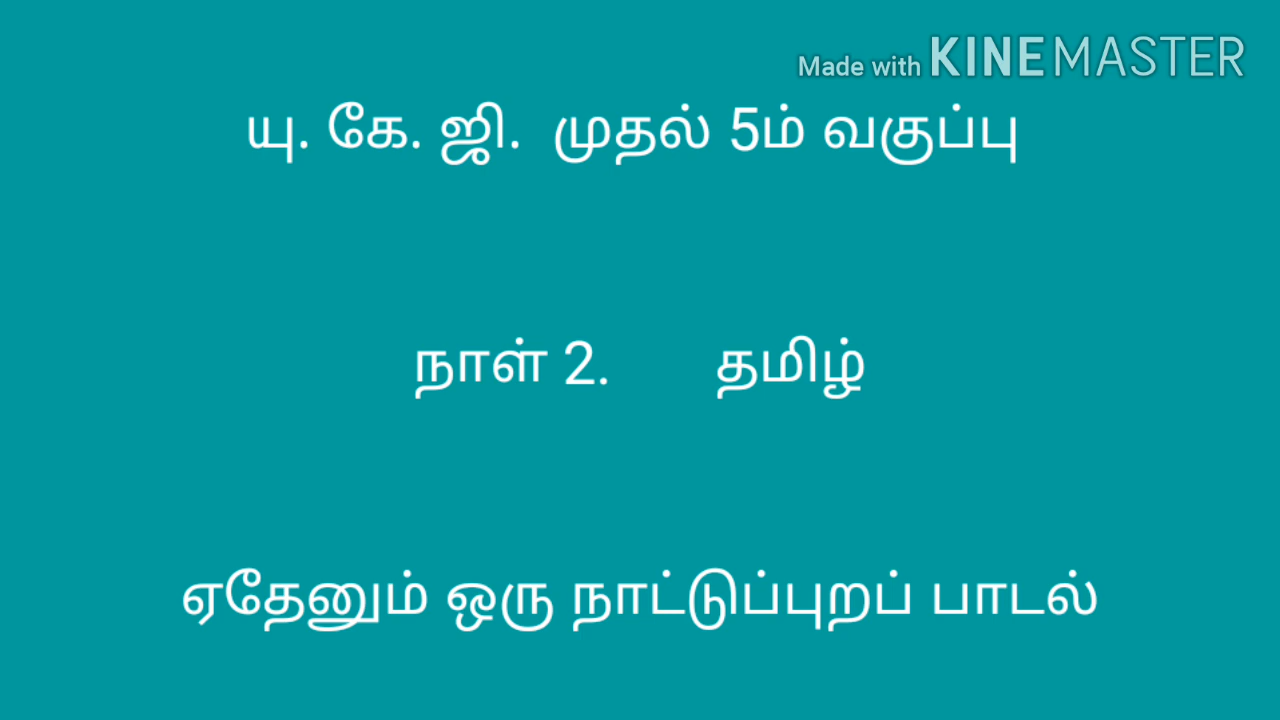 Made with KINEMASTER
யு. கே. ஜி. முதல் 5ம் வகுப்பு
நாள் 2. தமிழ்
ஏதேனும் ஒரு நாட்டுப்புறப் பாடல்